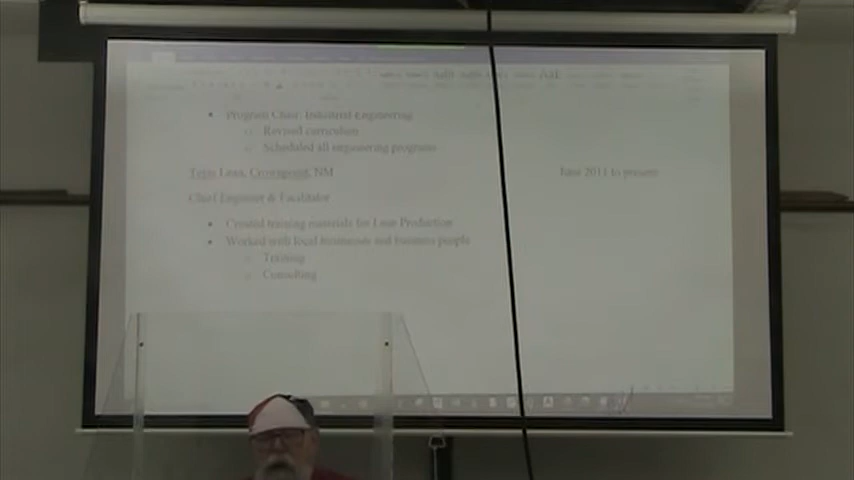 • Program Chair, Industrial Engineering
o Revised curriculum
o Scheduled all engineering programs
Lean, Crownpoint, NM June 2011 to present
Chief Engineer & Facilitator
• Created training materials for Lean Production
• Worked with local businesses and business people
o Training
o Consulting